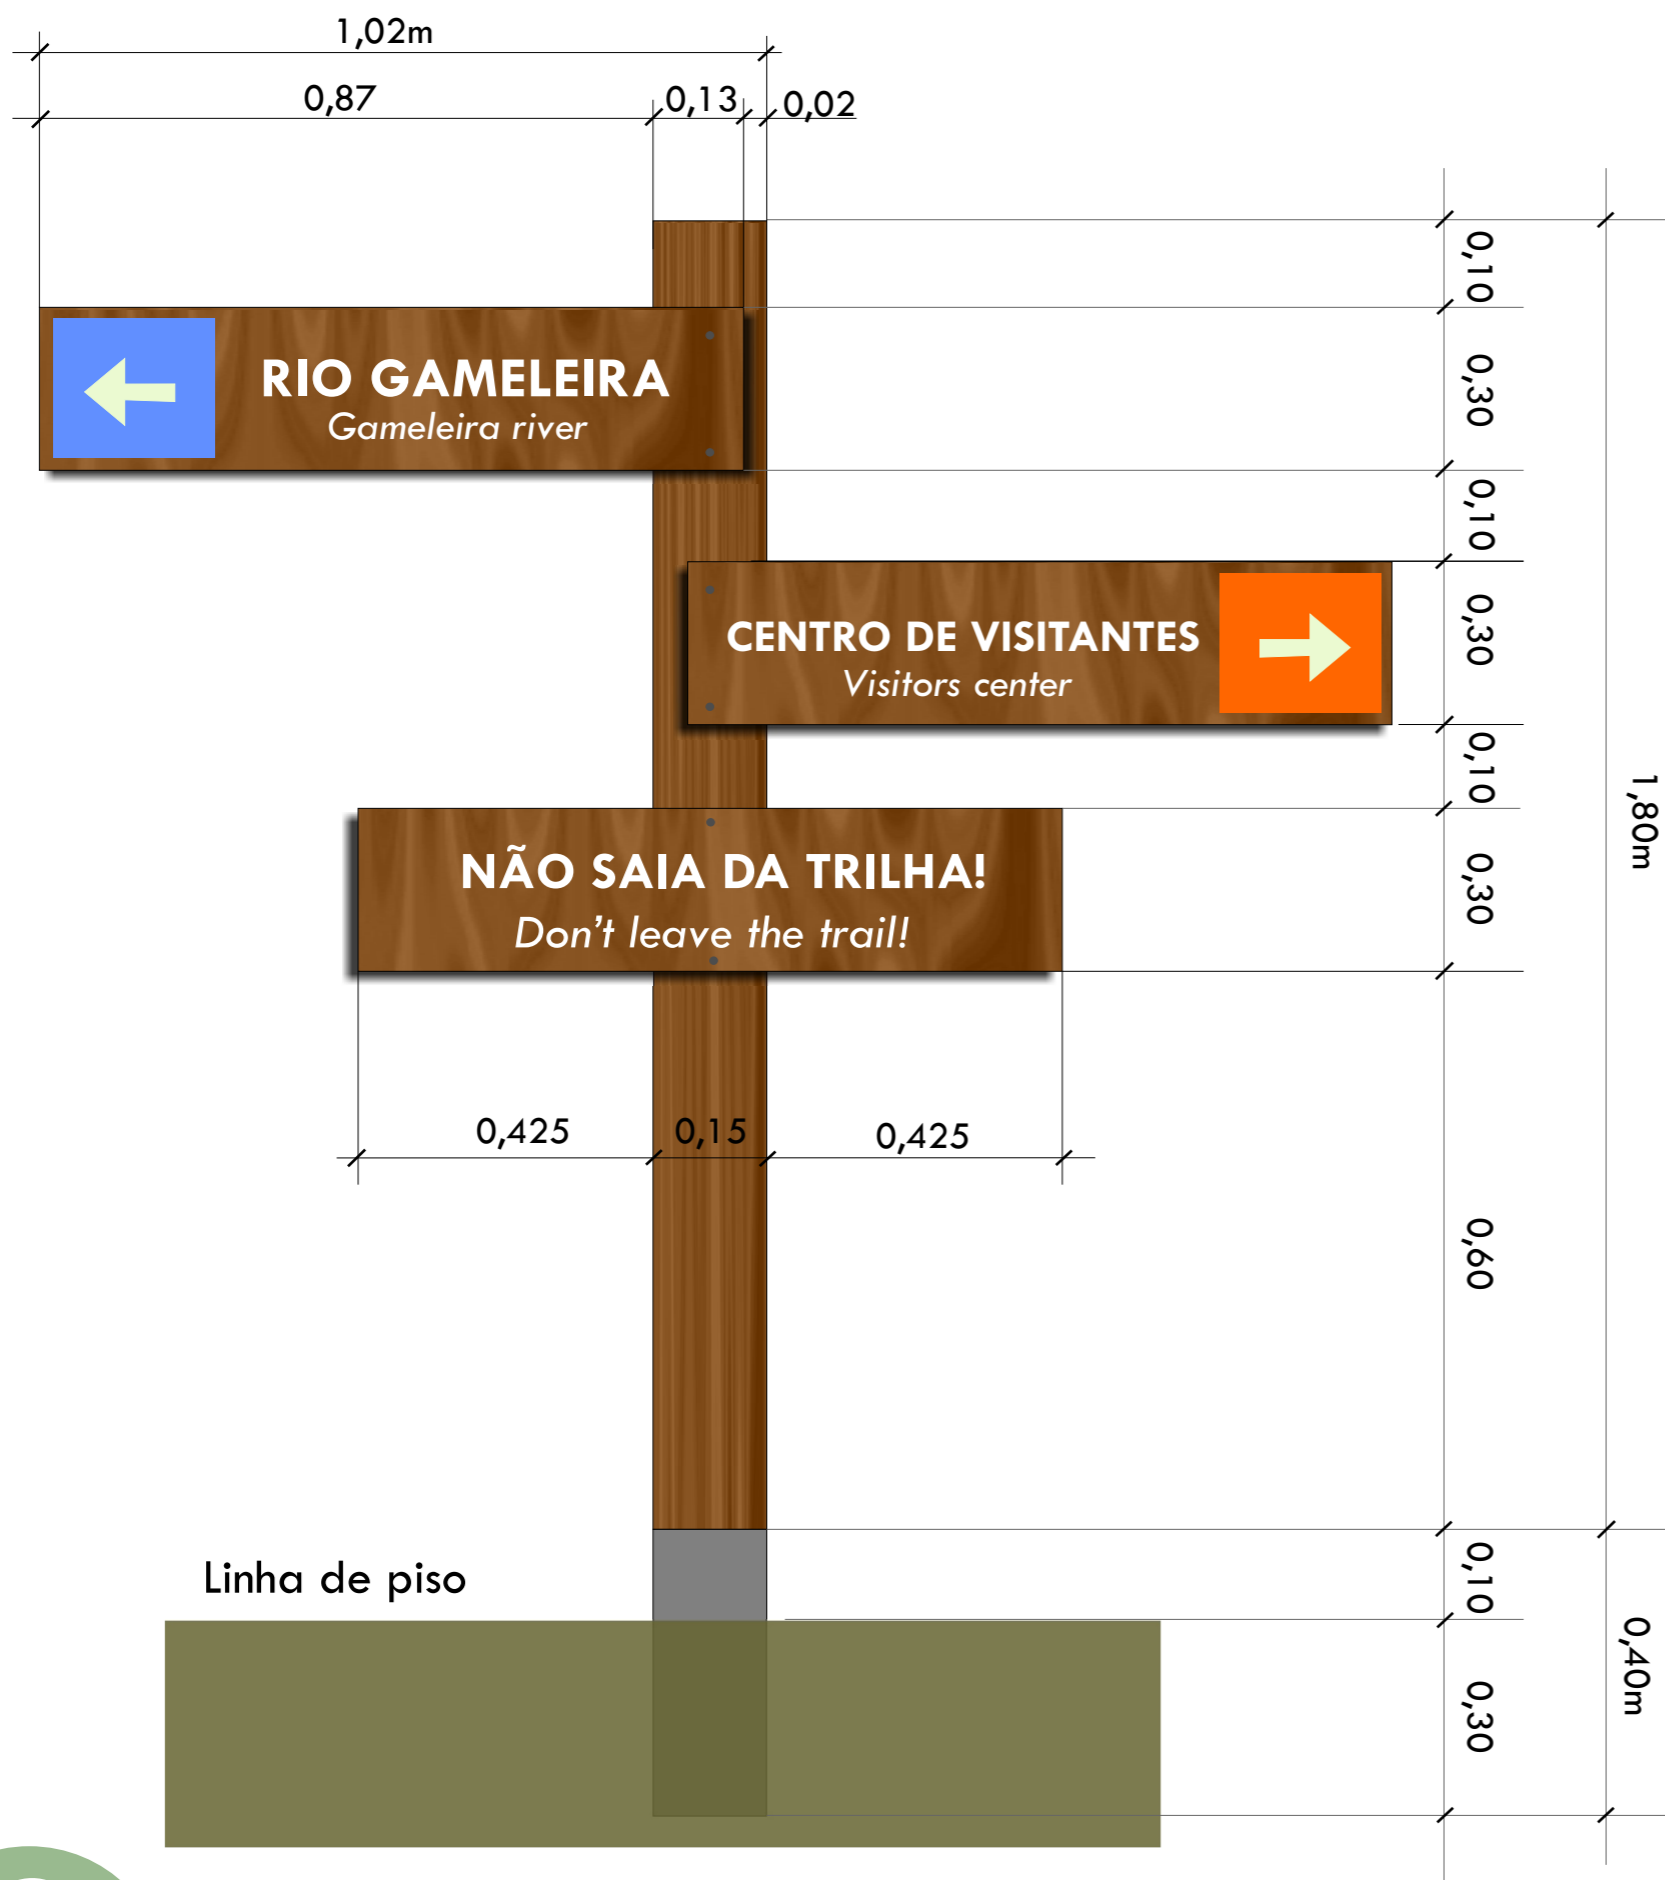 1,02m
0,87
0,13
0,02
0,10
RIO GAMELEIRA
Gameleira river
0,30
0,10
CENTRO DE VISITANTES
Visitors center
0,30
0,10
1,80m
NÃO SAIA DA TRILHA!
Don't leave the trail!
0,30
0,425
0,15
0,425
0,60
Linha de piso
0,10
0,40m
0,30